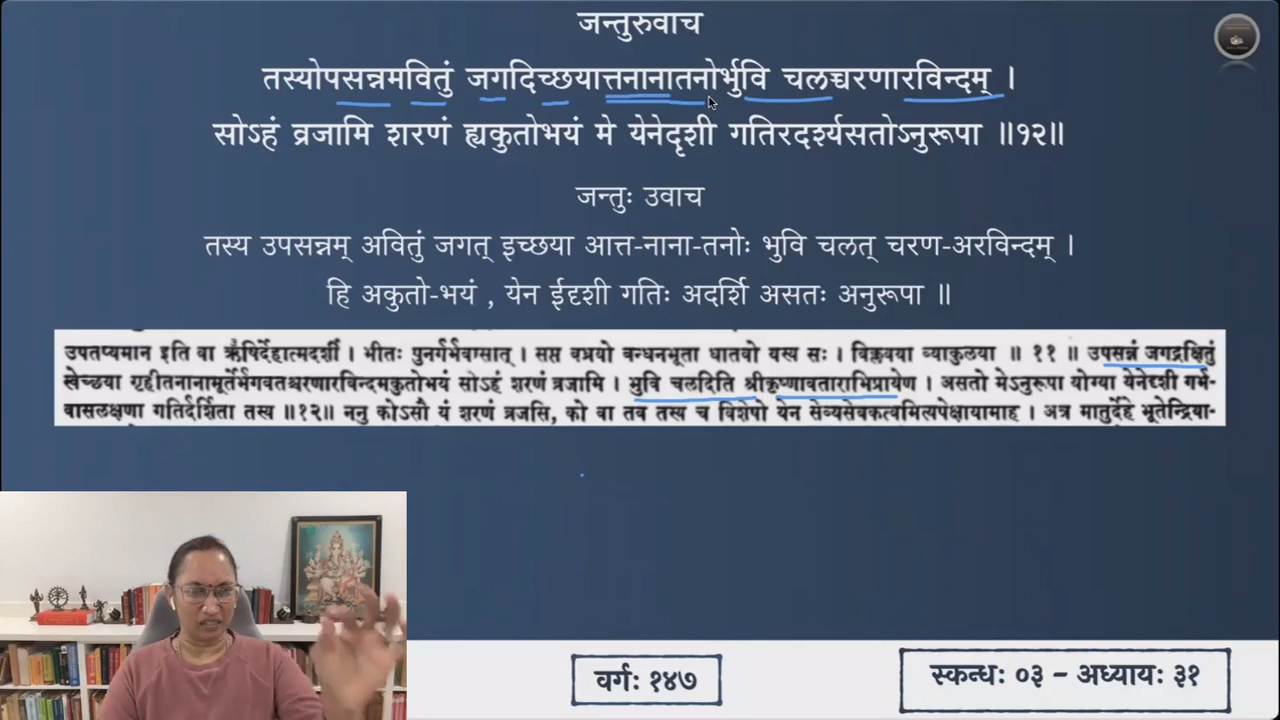 जन्तुरुवाच
तस्योपसन्नमवितुं जगदिच्छयात्तनानातनोर्भुवि चलच्चरणारविन्दम् ।
सोऽहं व्रजामि शरणं ह्यकुतोभयं मे येनेदृशी गतिरदर्श्यसतोऽनुरूपा ॥१२॥
जन्तुः उवाच
तस्य उपसन्नम् अवितुं जगत् इच्छया आत्त-नाना-तनोः भुवि चलत् चरण-अरविन्दम् ।
हि अकुतो-भयं , येन ईदृशी गतिः अदर्शि असतः अनुरूपा ॥
उपतप्यमान इति वा ऋषिर्देहात्मदर्शी । भीतः पुनर्गर्भवासात् । सप्त वध्रयो बन्धनभूता धातवो यस्य सः । विक्लवया व्याकुलया ॥ ११ ॥ उपसन्नं जगद्रक्षितुं
स्वेच्छया गृहीतनानामूर्तेर्भगवतश्चरणारविन्दमकुतोभयं सोऽहं शरणं व्रजामि । भुवि चलदिति श्रीकृष्णावताराभिप्रायेण । असतो मेऽनुरूपा योग्या येनेदृशी गर्भ-
वासलक्षणा गतिर्दर्शिता तस्य ॥१२॥ ननु कोऽसौ यं शरणं व्रजसि, को वा तव तस्य च विशेषो येन सेव्यसेवकत्वमित्यपेक्षायामाह । अत्र मातुर्देहे भूतेन्द्रिया-
वर्गः १४७
स्कन्धः ०३ - अध्यायः ३१